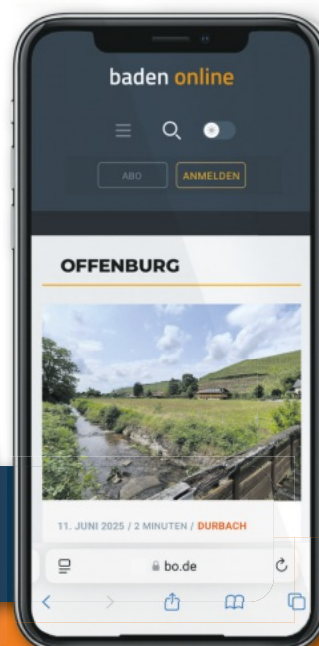 baden online
ABO
ANMELDEN
OFFENBURG
11. JUNI 2025 / 2 MINUTEN / DURBACH
bo.de